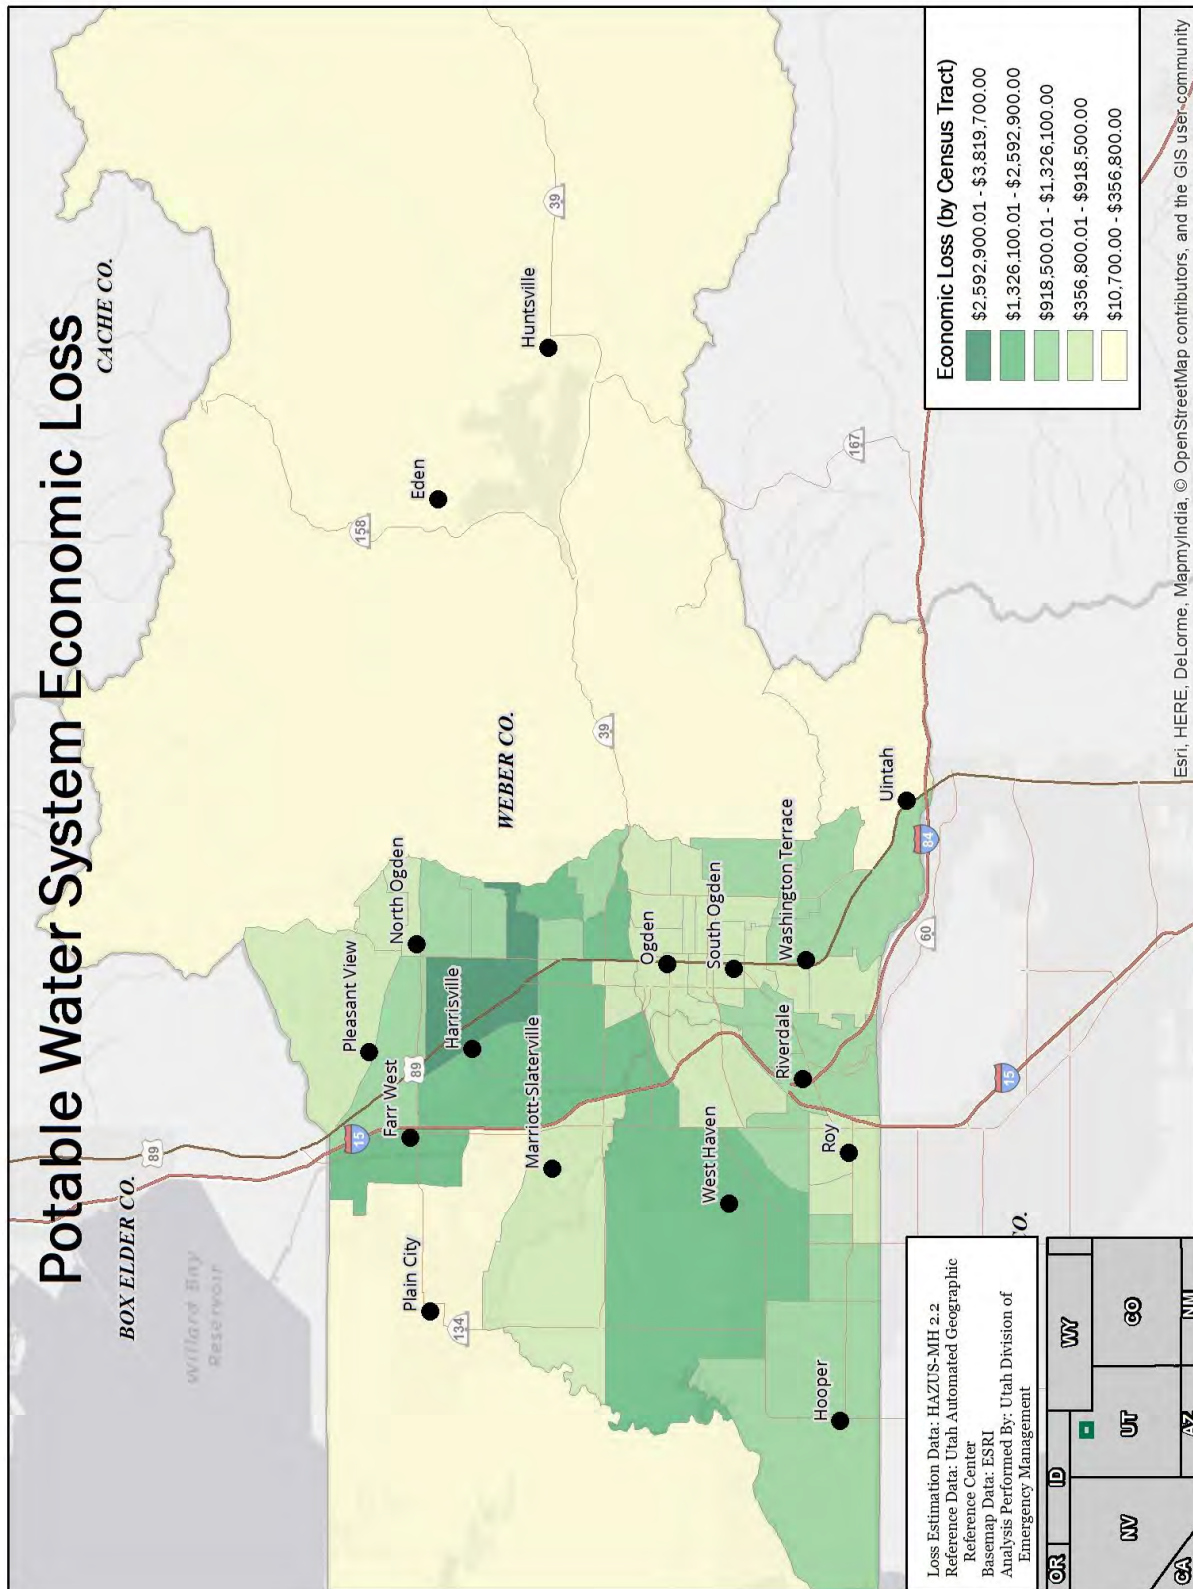 Potable Water System Economic Loss
CACHE CO.
BOX ELDER CO.
Willard Bay
Reservoir
89
15
158
39
39
167
134
89
84
60
15
Pleasant View
North Ogden
Farr West
Harrisville
Plain City
Marriott-Slaterville
WEBER CO.
Eden
Huntsville
Ogden
South Ogden
Washington Terrace
Uintah
West Haven
Riverdale
Roy
Hooper
CO.
Economic Loss (by Census Tract)
$2,592,900.01 - $3,819,700.00
$1,326,100.01 - $2,592,900.00
$918,500.01 - $1,326,100.00
$356,800.01 - $918,500.00
$10,700.00 - $356,800.00
Loss Estimation Data: HAZUS-MH 2.2
Reference Data: Utah Automated Geographic
Reference Center
Basemap Data: ESRI
Analysis Performed By: Utah Division of
Emergency Management
OR
ID
WY
NV
UT
CO
CA
AZ
NM
Esri, HERE, DeLorme, MapmyIndia, © OpenStreetMap contributors, and the GIS user community